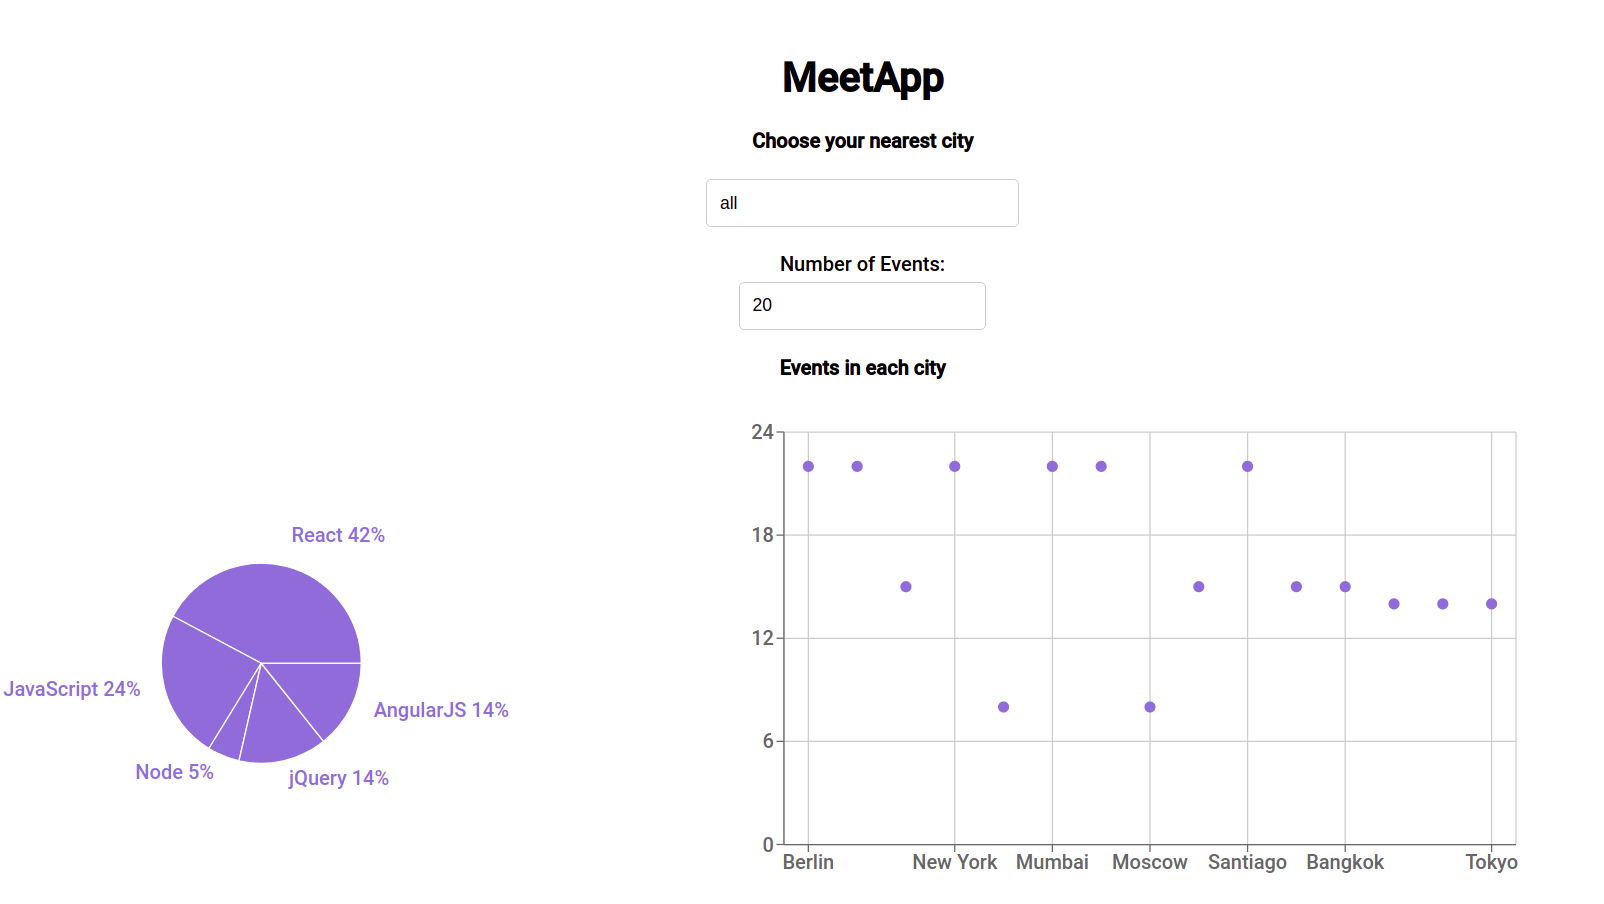 MeetApp
Choose your nearest city
all
Number of Events:
20
Events in each city
React 42%
JavaScript 24%
AngularJS 14%
Node 5%
jQuery 14%
24
18
12
6
0
Berlin New York Mumbai Moscow Santiago Bangkok Tokyo